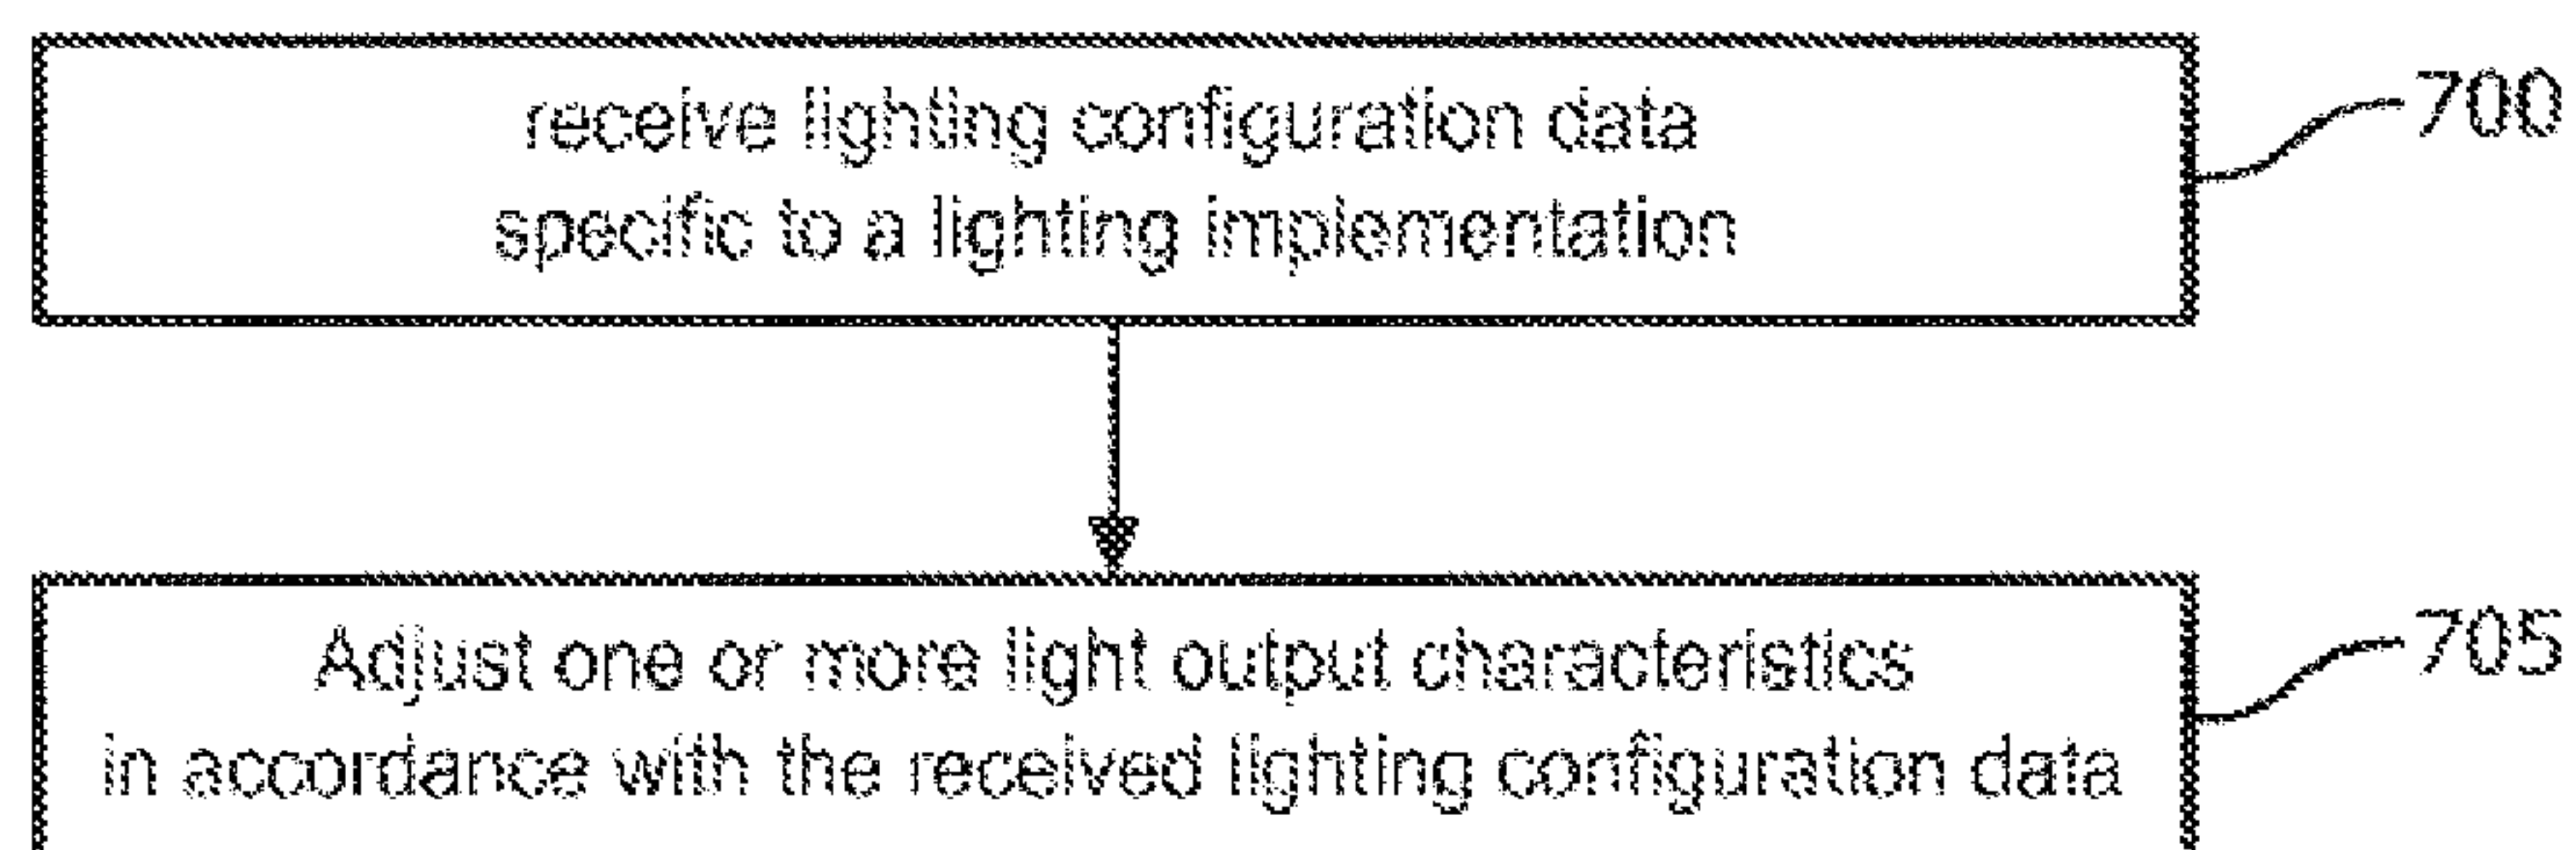 receive lighting configuration data
specific to a lighting implementation
700
Adjust one or more light output characteristics
in accordance with the received lighting configuration data
705